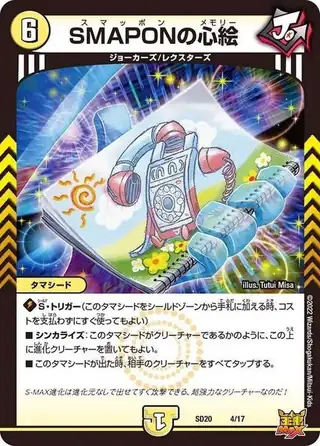 6
スマッポン メモリー
SMAPONの心絵
J
ジョーカーズ/レクスターズ
illus. Tutui Misa
タマシード
S・トリガー(このタマシードをシールドゾーンから手札に加える時、コス
トを支払わずにすぐ使ってもよい)
■ シンカライズ:このタマシードがクリーチャーであるかのように、この上
に進化クリーチャーを置いてもよい。
■ このタマシードが出た時、相手のクリーチャーをすべてタップする。
S-MAX進化は進化元なしで出せてすぐ攻撃できる、超強力なクリーチャーなのだ!
SD20 4/17
©2022 Wizards/Shogakukan/Mitsui-Kids
王来
MAX